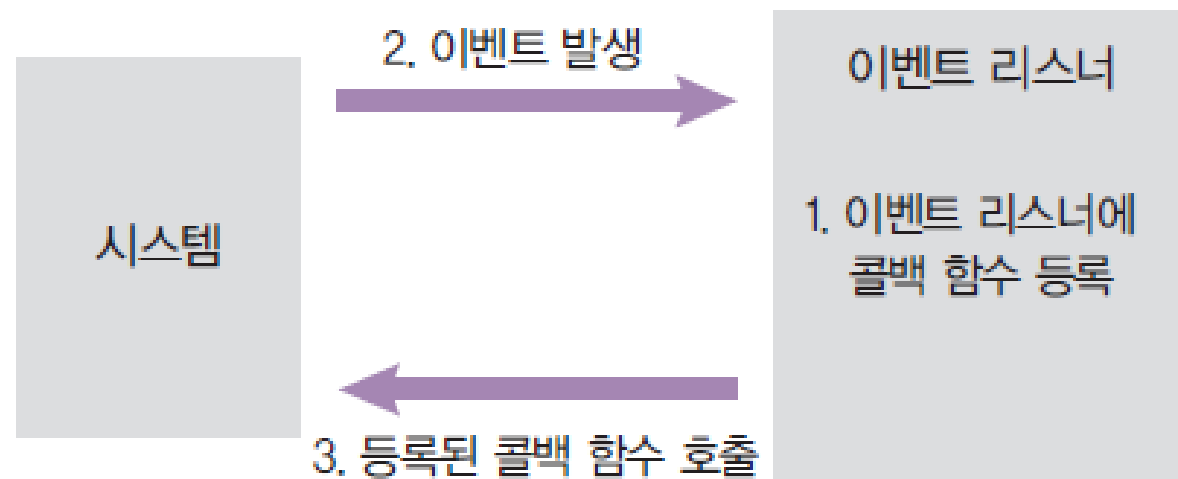 2. 이벤트 발생
이벤트 리스너
시스템
1. 이벤트 리스너에
콜백 함수 등록
3. 등록된 콜백 함수 호출